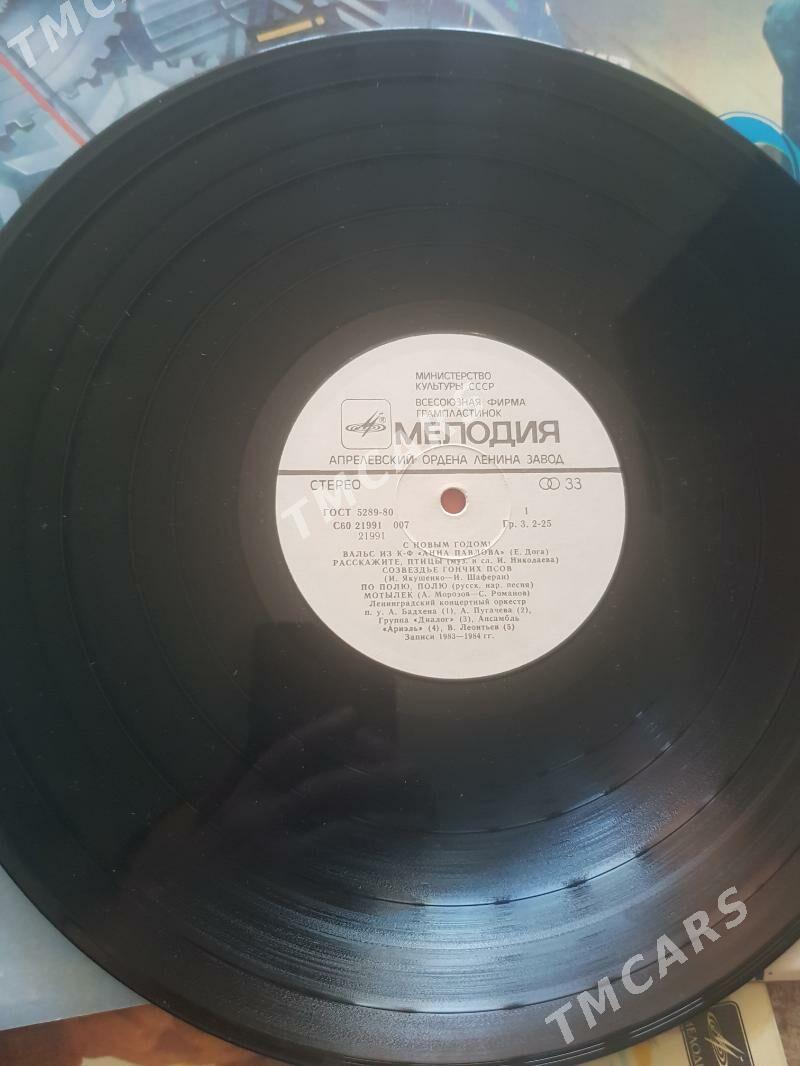 TMCARS
МИНИСТЕРСТВО
КУЛЬТУРЫ СССР
ВСЕСОЮЗНАЯ ФИРМА
ГРАМПЛАСТИНОК
МЕЛОДИЯ
АПРЕЛЕВСКИЙ ОРДЕНА ЛЕНИНА ЗАВОД
СТЕРЕО 33
ГОСТ 5289-80 1
С60 21991 007 Гр. 3. 2-25
21991
TMCARS
С НОВЫМ ГОДОМ!
ВАЛЬС ИЗ К-Ф «АННА ПАВЛОВА» (Е. Дога)
РАССКАЖИТЕ, ПТИЦЫ (муз. и сл. И. Николаева)
СОЗВЕЗДЬЕ ГОНЧИХ ПСОВ
(И. Якушенко—И. Шаферан)
ПО ПОЛЮ, ПОЛЮ (русск. нар. песня)
МОТЫЛЕК (А. Морозов—С. Романов)
Ленинградский концертный оркестр
п. у. А. Бадхена (1), А. Пугачева (2),
Группа «Диалог» (3), Ансамбль
«Ариэль» (4), В. Леонтьев (5)
Записи 1983—1984 гг.
TMCARS